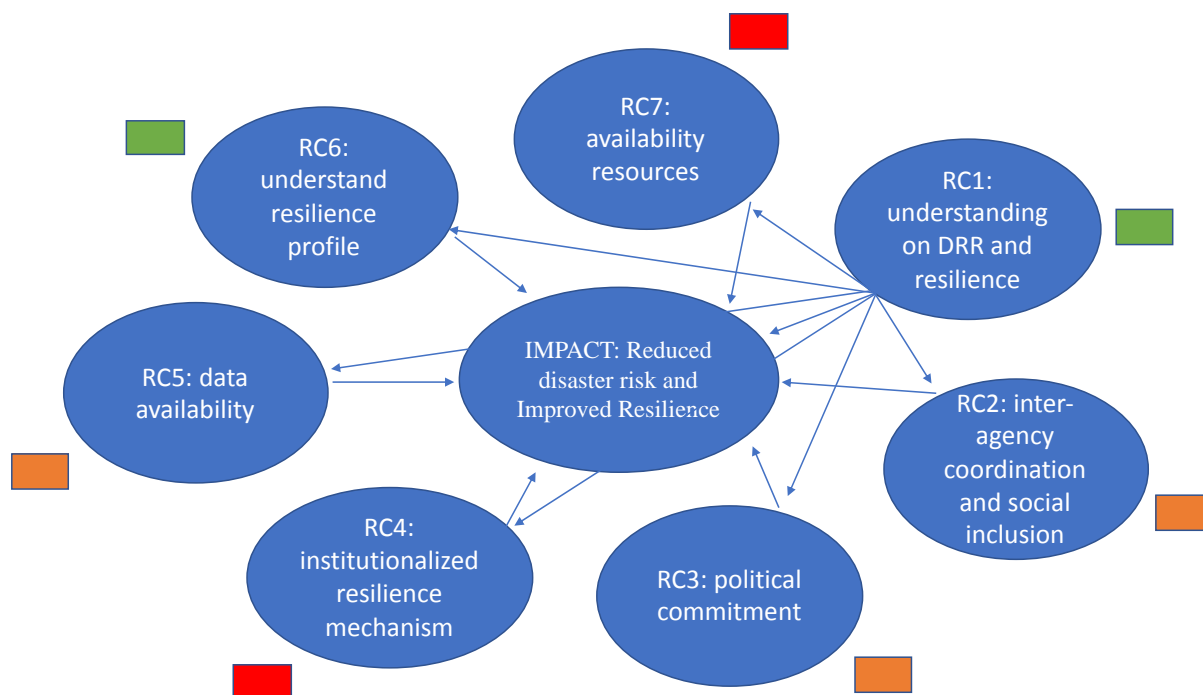 RC7:
availability
resources
RC6:
understand
resilience
profile
RC1:
understanding
on DRR and
resilience
IMPACT: Reduced
disaster risk and
Improved Resilience
RC5: data
availability
RC2: inter-
agency
coordination
and social
inclusion
RC4:
institutionalized
resilience
mechanism
RC3: political
commitment